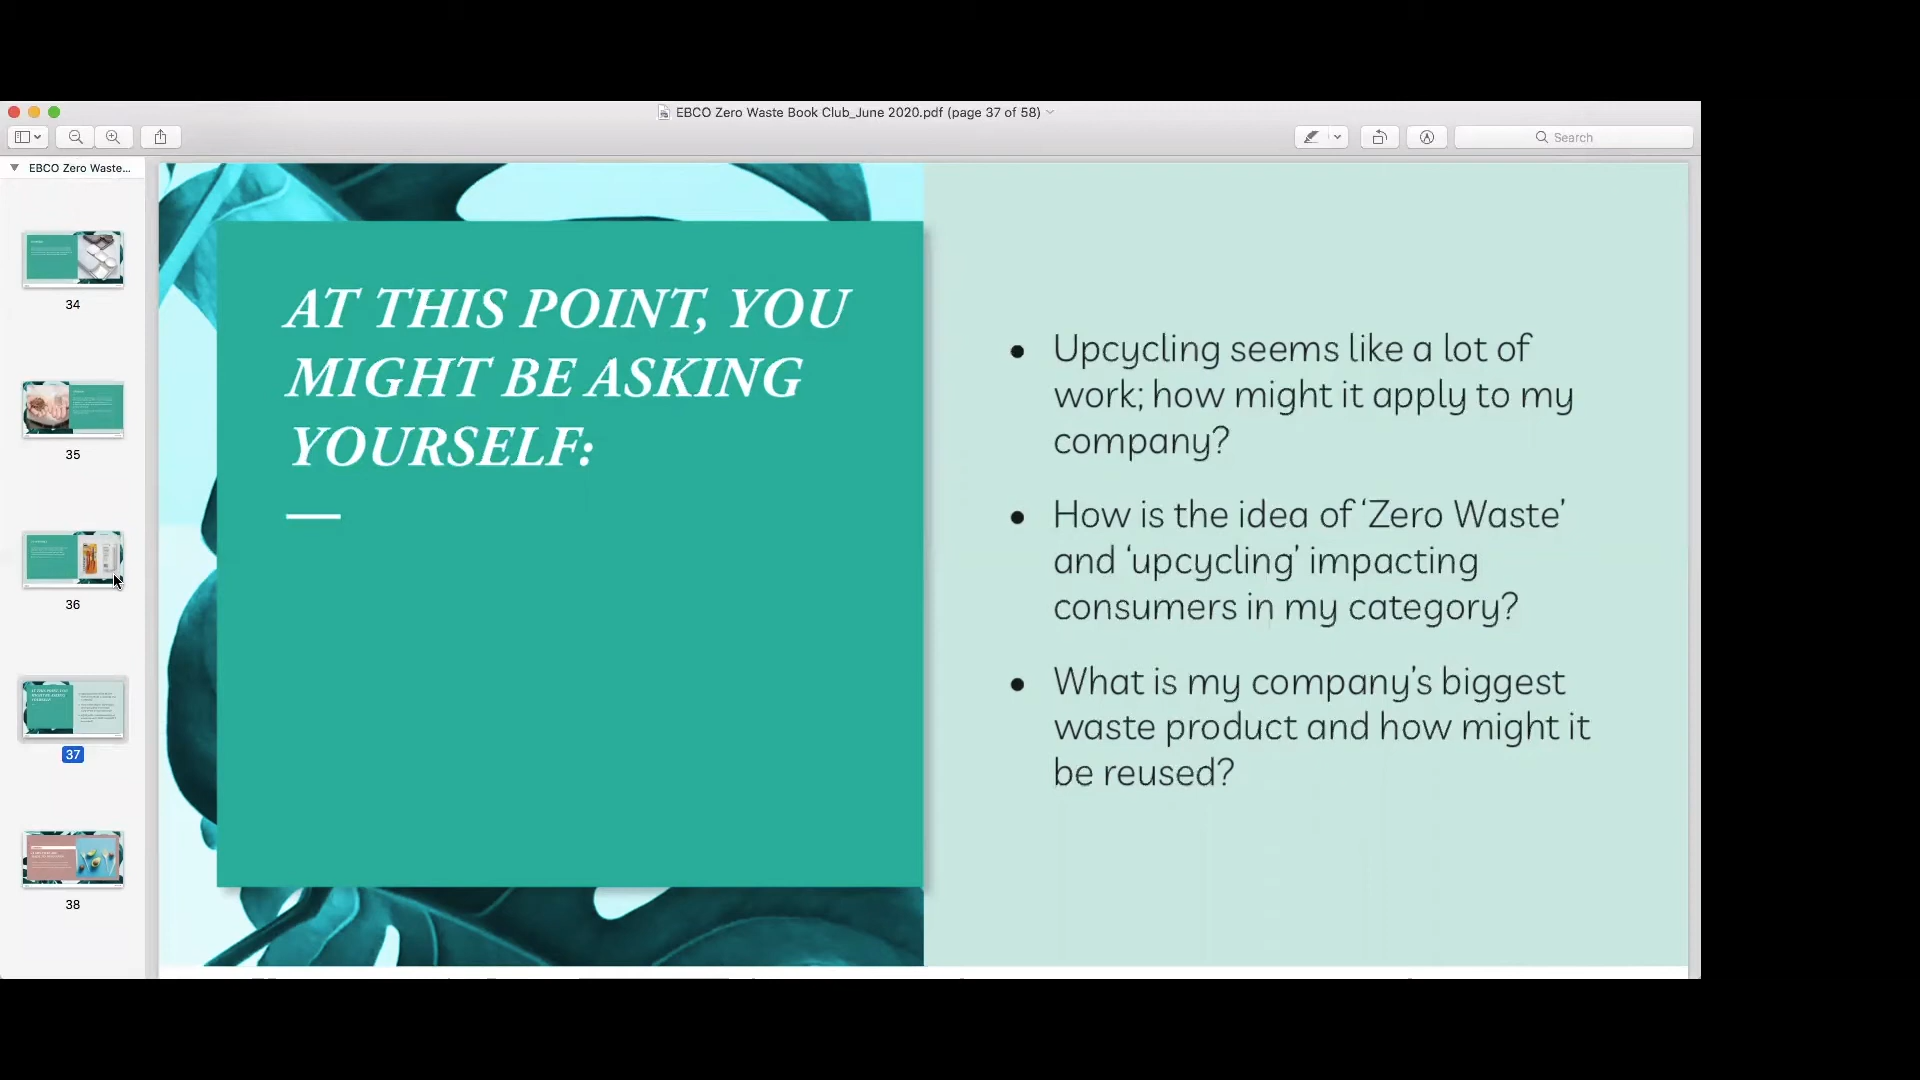 EBCO Zero Waste Book Club_June 2020.pdf (page 37 of 58)
Search
EBCO Zero Waste...
34
35
36
37
38
AT THIS POINT, YOU
MIGHT BE ASKING
YOURSELF:
• Upcycling seems like a lot of
work; how might it apply to my
company?
• How is the idea of ‘Zero Waste’
and ‘upcycling’ impacting
consumers in my category?
• What is my company’s biggest
waste product and how might it
be reused?